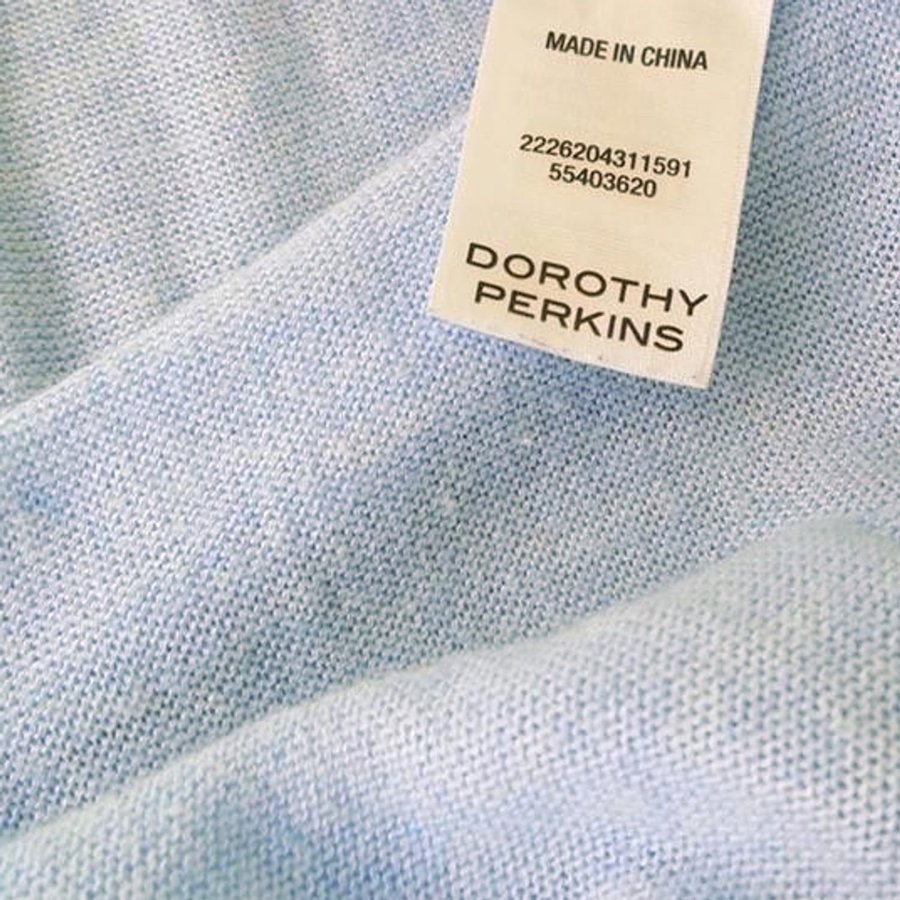 MADE IN CHINA
2226204311591
55403620
DOROTHY
PERKINS